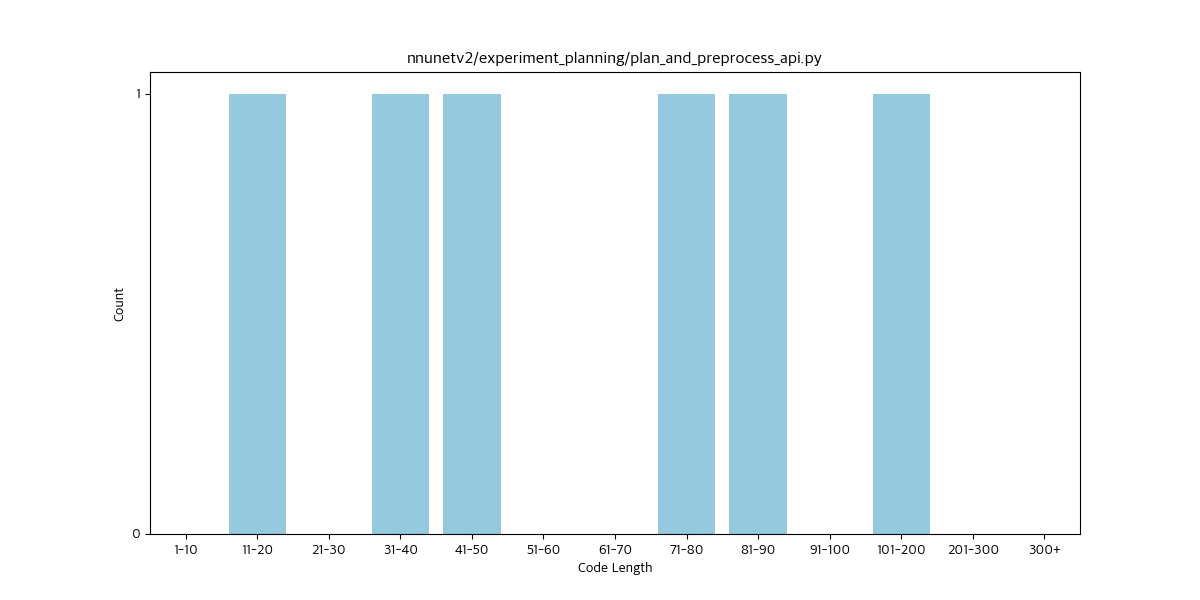 nnunetv2/experiment_planning/plan_and_preprocess_api.py
1
Count
0
1-10 11-20 21-30 31-40 41-50 51-60 61-70 71-80 81-90 91-100 101-200 201-300 300+
Code Length